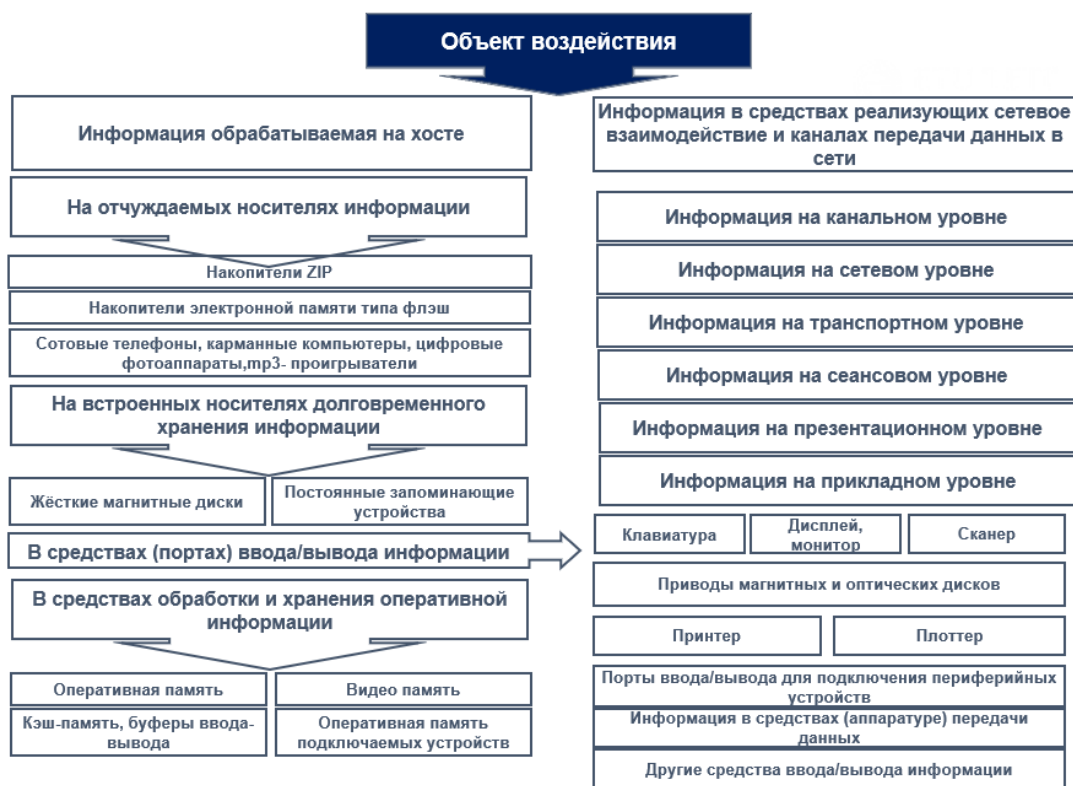 Объект воздействия
Информация обрабатываемая на хосте
На отчуждаемых носителях информации
Накопители ZIP
Накопители электронной памяти типа флэш
Сотовые телефоны, карманные компьютеры, цифровые
фотоаппараты,mp3- проигрыватели
На встроенных носителях долговременного
хранения информации
Жёсткие магнитные диски
Постоянные запоминающие
устройства
В средствах (портах) ввода/вывода информации
В средствах обработки и хранения оперативной
информации
Оперативная память
Видео память
Кэш-память, буферы ввода-
вывода
Оперативная память
подключаемых устройств
Информация в средствах реализующих сетевое
взаимодействие и каналах передачи данных в
сети
Информация на канальном уровне
Информация на сетевом уровне
Информация на транспортном уровне
Информация на сеансовом уровне
Информация на презентационном уровне
Информация на прикладном уровне
Клавиатура
Дисплей,
монитор
Сканер
Приводы магнитных и оптических дисков
Принтер
Плоттер
Порты ввода/вывода для подключения периферийных
устройств
Информация в средствах (аппаратуре) передачи
данных
Другие средства ввода/вывода информации